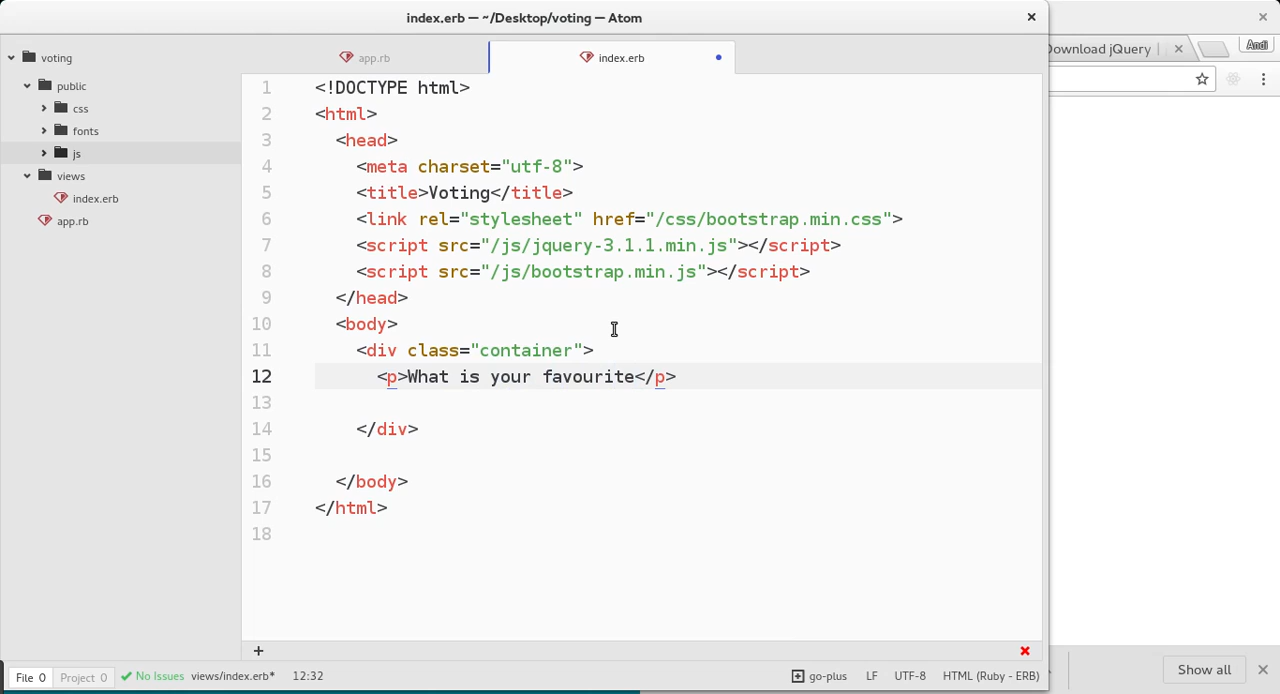 index.erb — ~/Desktop/voting — Atom
voting
public
css
fonts
js
views
index.erb
app.rb
app.rb
index.erb
1 <!DOCTYPE html>
2 <html>
3 <head>
4 <meta charset="utf-8">
5 <title>Voting</title>
6 <link rel="stylesheet" href="/css/bootstrap.min.css">
7 <script src="/js/jquery-3.1.1.min.js"></script>
8 <script src="/js/bootstrap.min.js"></script>
9 </head>
10 <body>
11 <div class="container">
12 <p>What is your favourite</p>
13
14 </div>
15
16 </body>
17 </html>
18
Download jQuery
Andi
File 0 Project 0 No Issues views/index.erb* 12:32 go-plus LF UTF-8 HTML (Ruby - ERB)
Show all